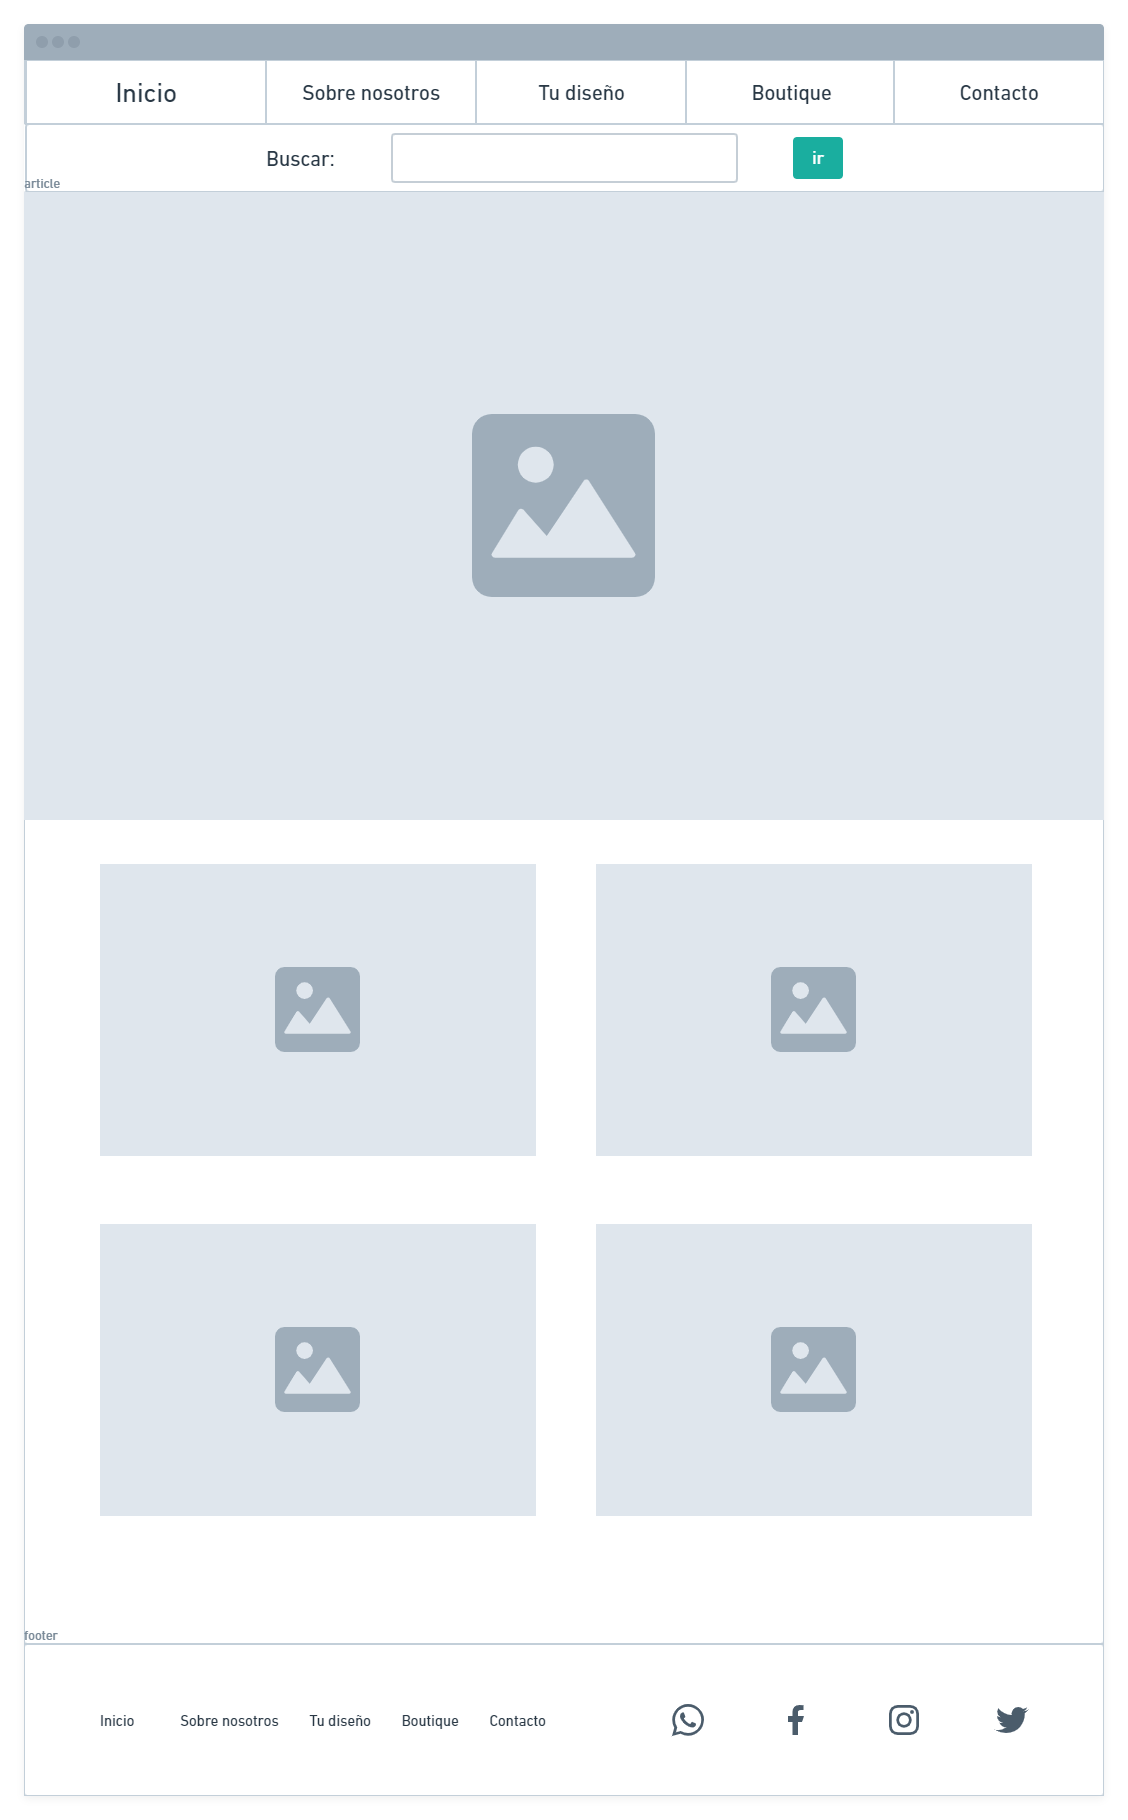 Inicio
Sobre nosotros
Tu diseño
Boutique
Contacto
Buscar:
ir
article
footer
Inicio
Sobre nosotros
Tu diseño
Boutique
Contacto